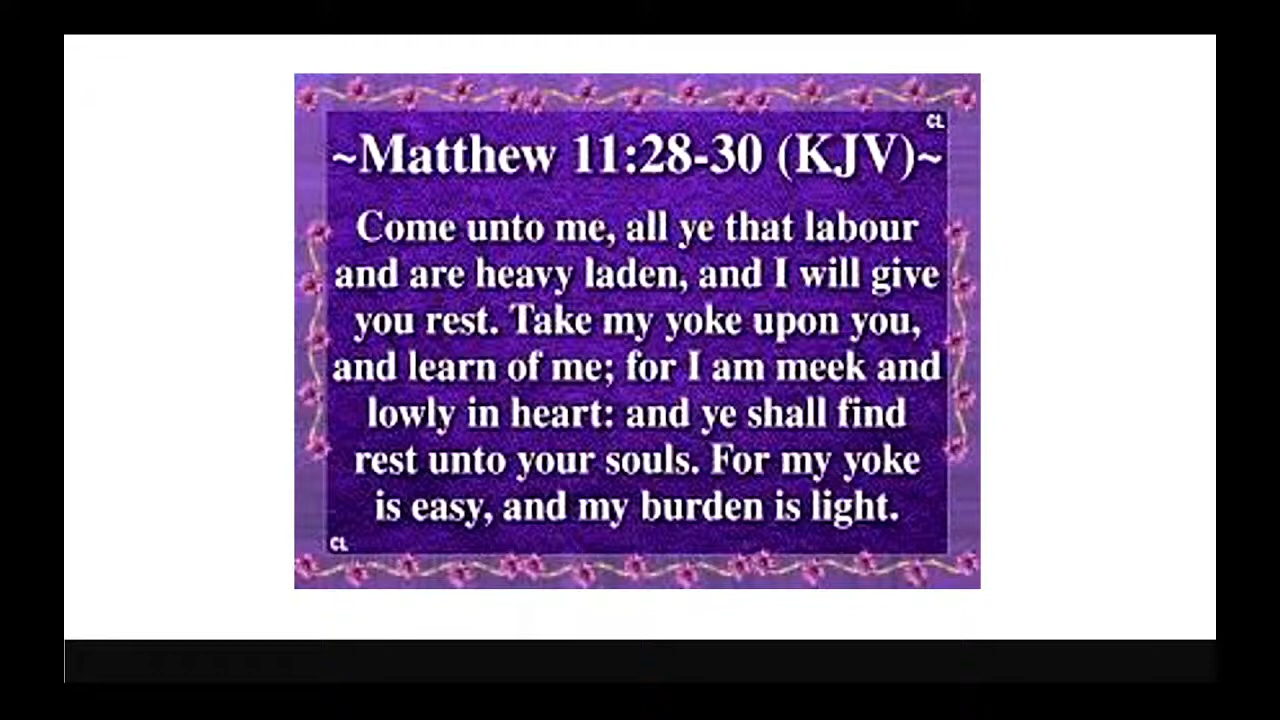 CL
~Matthew 11:28-30 (KJV)~
Come unto me, all ye that labour
and are heavy laden, and I will give
you rest. Take my yoke upon you,
and learn of me; for I am meek and
lowly in heart: and ye shall find
rest unto your souls. For my yoke
is easy, and my burden is light.
CL